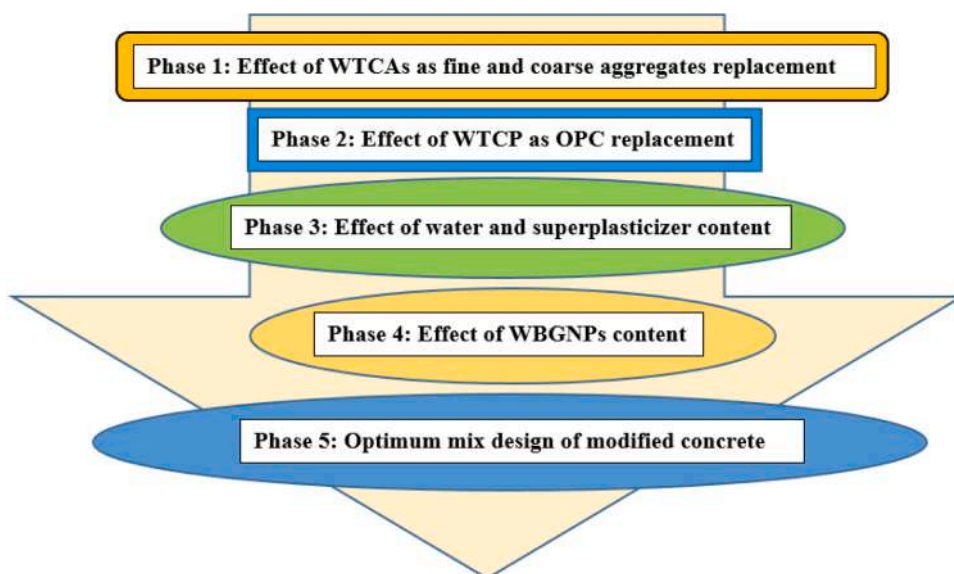 Phase 1: Effect of WTCAs as fine and coarse aggregates replacement
Phase 2: Effect of WTCP as OPC replacement
Phase 3: Effect of water and superplasticizer content
Phase 4: Effect of WBGNPs content
Phase 5: Optimum mix design of modified concrete